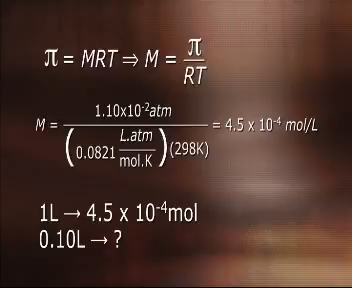 π = MRT ⇒ M = π / RT
M = 1.10x10⁻²atm / (0.0821 L.atm / mol.K)(298K) = 4.5 x 10⁻⁴ mol/L
1L → 4.5 x 10⁻⁴mol
0.10L → ?